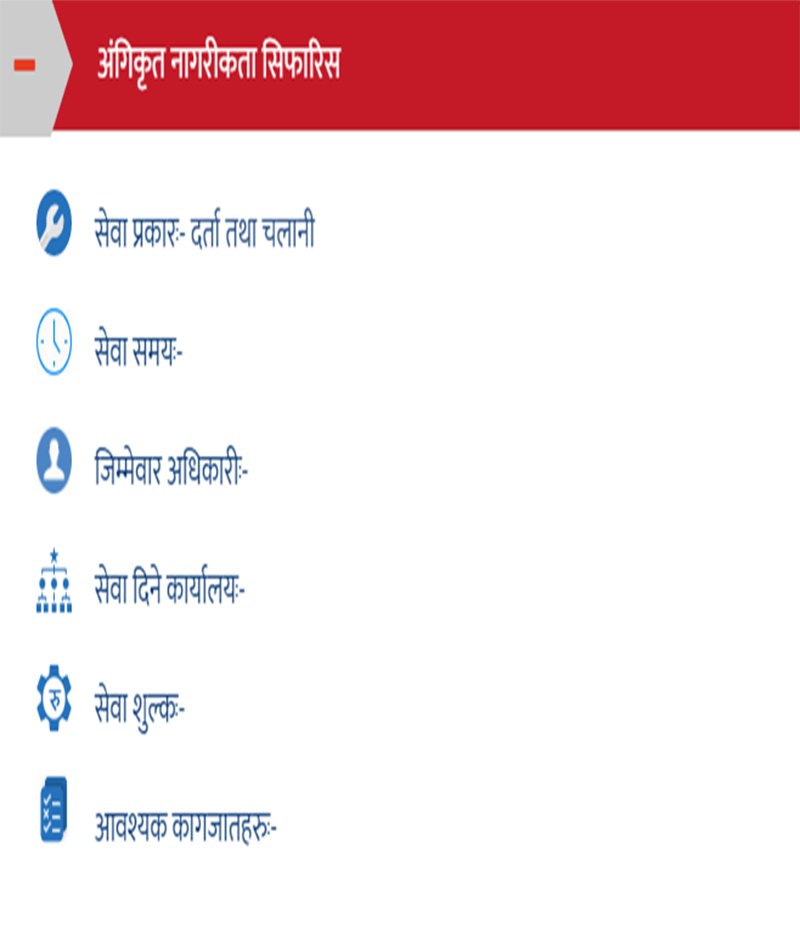 अंगिकृत नागरीकता सिफारिस
सेवा प्रकारः- दर्ता तथा चलानी
सेवा समयः-
जिम्मेवार अधिकारीः-
सेवा दिने कार्यालयः-
रु
सेवा शुल्कः-
आवश्यक कागजातहरुः-